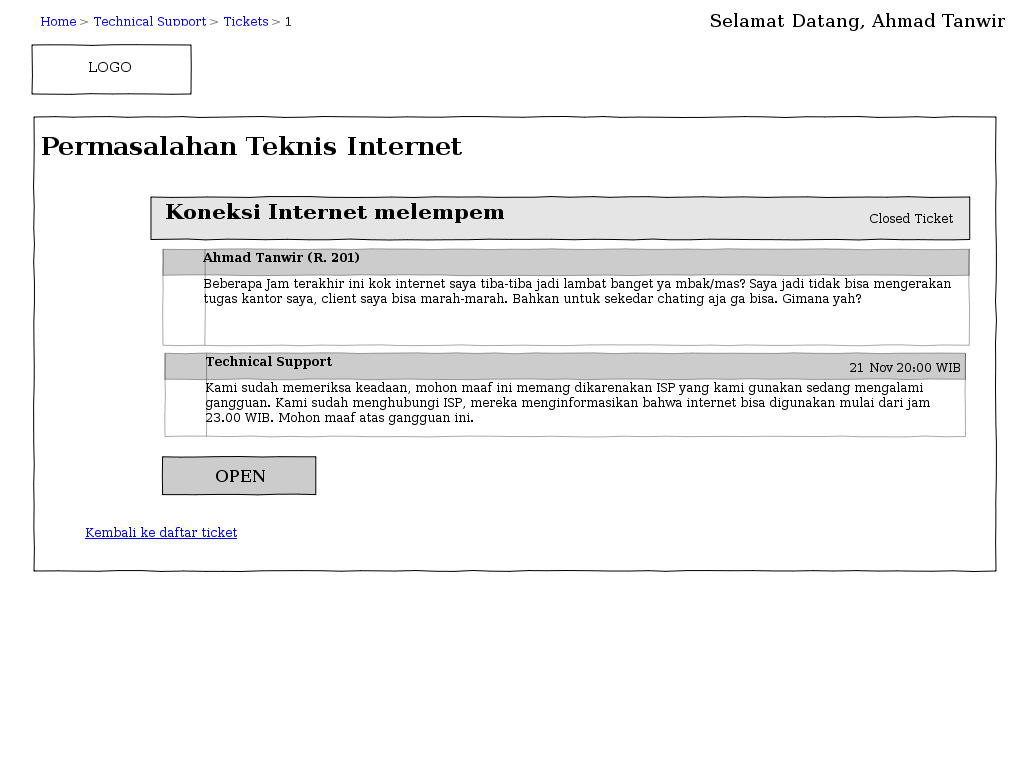 Home > Technical Support > Tickets > 1
Selamat Datang, Ahmad Tanwir
LOGO
Permasalahan Teknis Internet
Koneksi Internet melempem
Closed Ticket
Ahmad Tanwir (R. 201)
Beberapa Jam terakhir ini kok internet saya tiba-tiba jadi lambat banget ya mbak/mas? Saya jadi tidak bisa mengerakan
tugas kantor saya, client saya bisa marah-marah. Bahkan untuk sekedar chating aja ga bisa. Gimana yah?
Technical Support
21 Nov 20:00 WIB
Kami sudah memeriksa keadaan, mohon maaf ini memang dikarenakan ISP yang kami gunakan sedang mengalami
gangguan. Kami sudah menghubungi ISP, mereka menginformasikan bahwa internet bisa digunakan mulai dari jam
23.00 WIB. Mohon maaf atas gangguan ini.
OPEN
Kembali ke daftar ticket